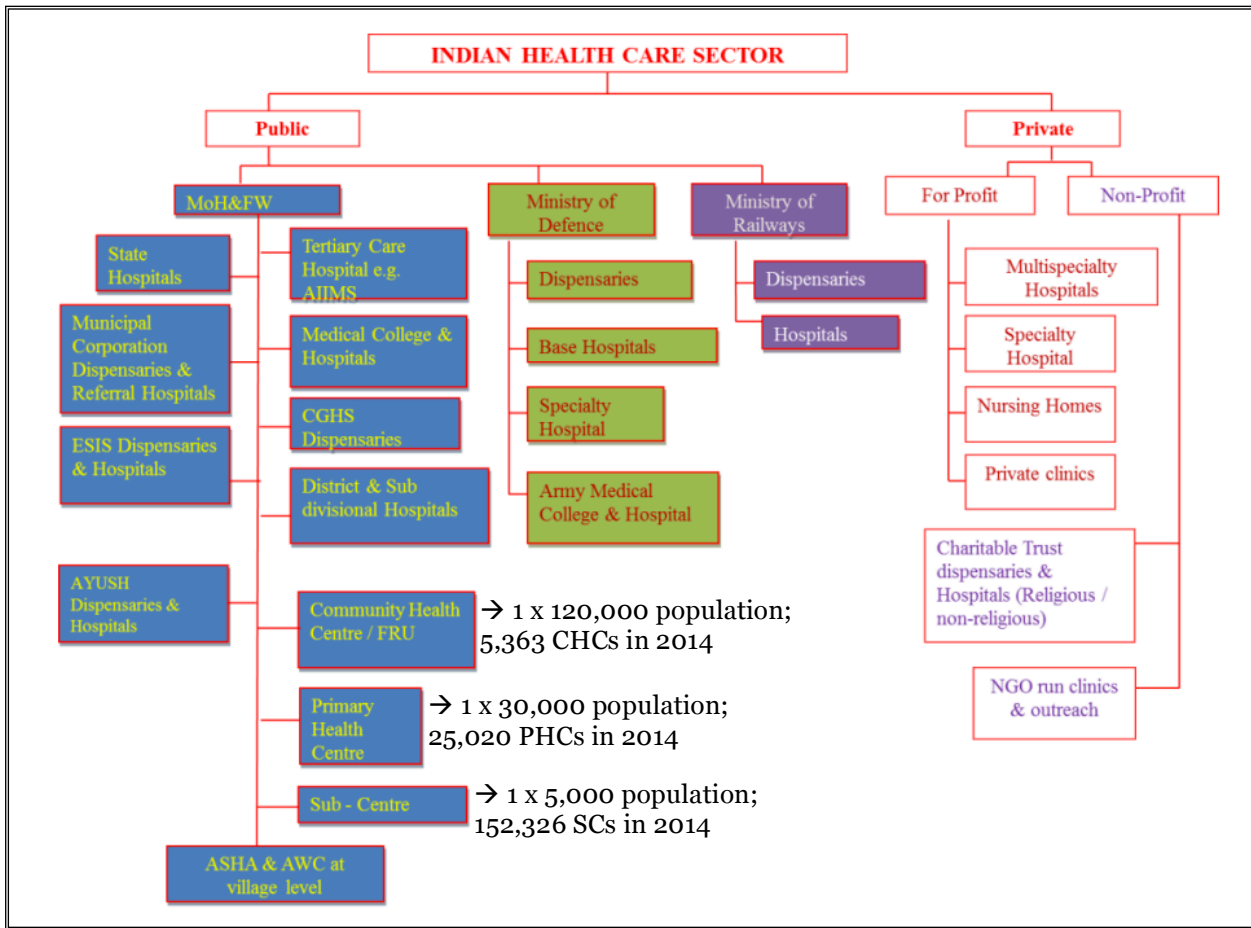 INDIAN HEALTH CARE SECTOR
Public
Private
MoH&FW
Ministry of
Defence
Ministry of
Railways
For Profit
Non-Profit
State
Hospitals
Tertiary Care
Hospital e.g.
AIIMS
Municipal
Corporation
Dispensaries &
Referral Hospitals
Medical College &
Hospitals
ESIS Dispensaries
& Hospitals
CGHS
Dispensaries
District & Sub
divisional Hospitals
AYUSH
Dispensaries &
Hospitals
Community Health
Centre / FRU
→ 1 x 120,000 population;
5,363 CHCs in 2014
Primary
Health
Centre
→ 1 x 30,000 population;
25,020 PHCs in 2014
Sub - Centre
→ 1 x 5,000 population;
152,326 SCs in 2014
ASHA & AWC at
village level
Dispensaries
Base Hospitals
Specialty
Hospital
Army Medical
College & Hospital
Dispensaries
Hospitals
Multispecialty
Hospitals
Specialty
Hospital
Nursing Homes
Private clinics
Charitable Trust
dispensaries &
Hospitals (Religious /
non-religious)
NGO run clinics
& outreach